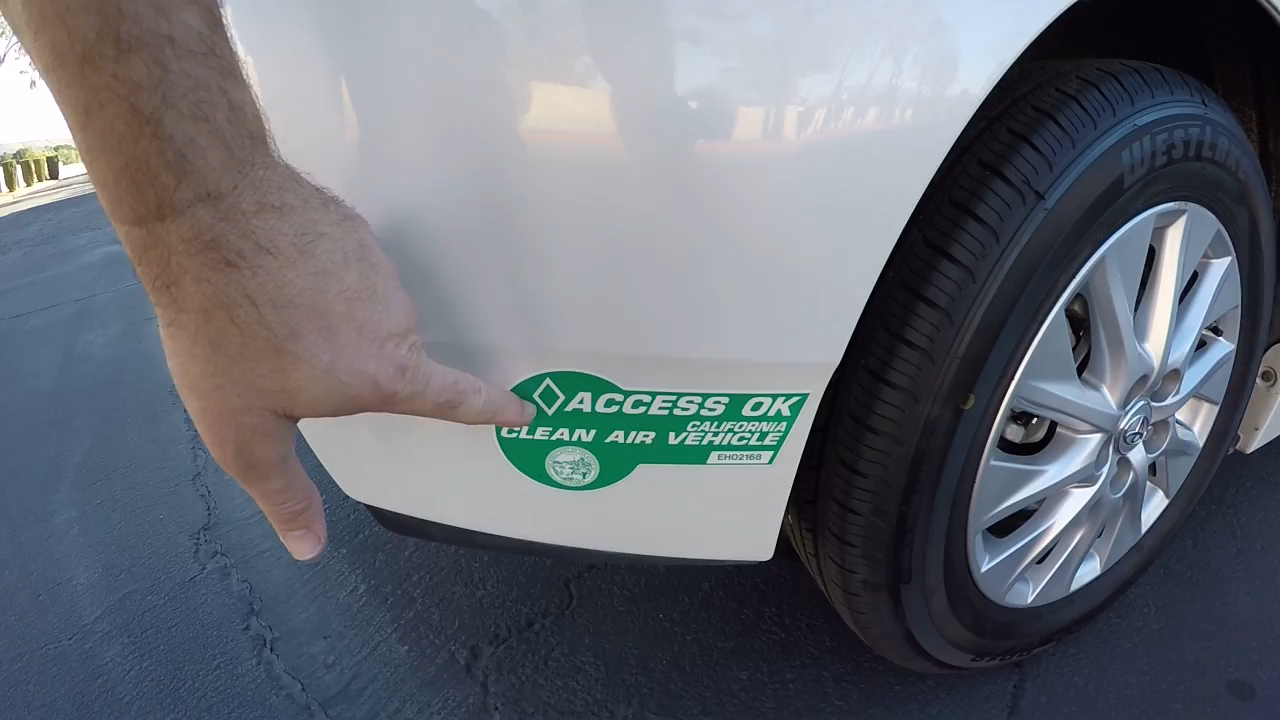 WESTLAKE
ACCESS OK
CALIFORNIA
CLEAN AIR VEHICLE
EH02168